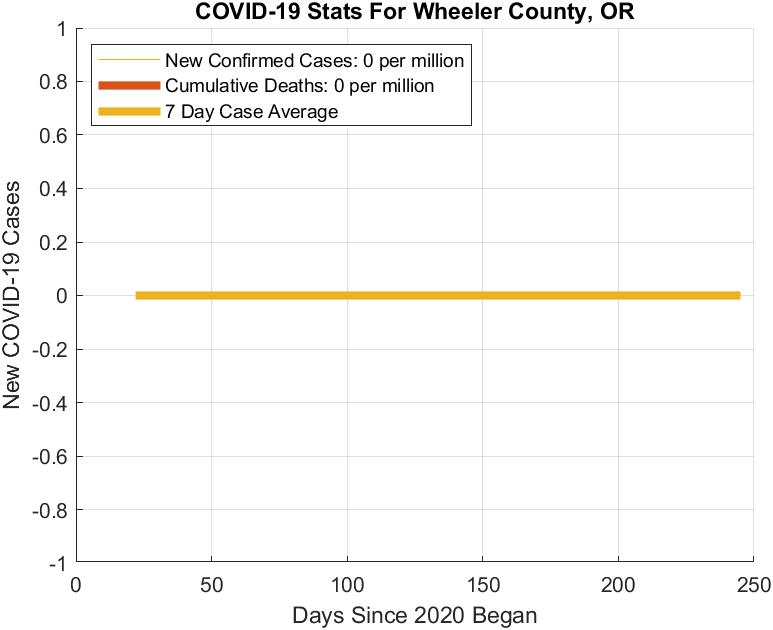 COVID-19 Stats For Wheeler County, OR
New Confirmed Cases: 0 per million
Cumulative Deaths: 0 per million
7 Day Case Average
New COVID-19 Cases
1
0.8
0.6
0.4
0.2
0
-0.2
-0.4
-0.6
-0.8
-1
0 50 100 150 200 250
Days Since 2020 Began